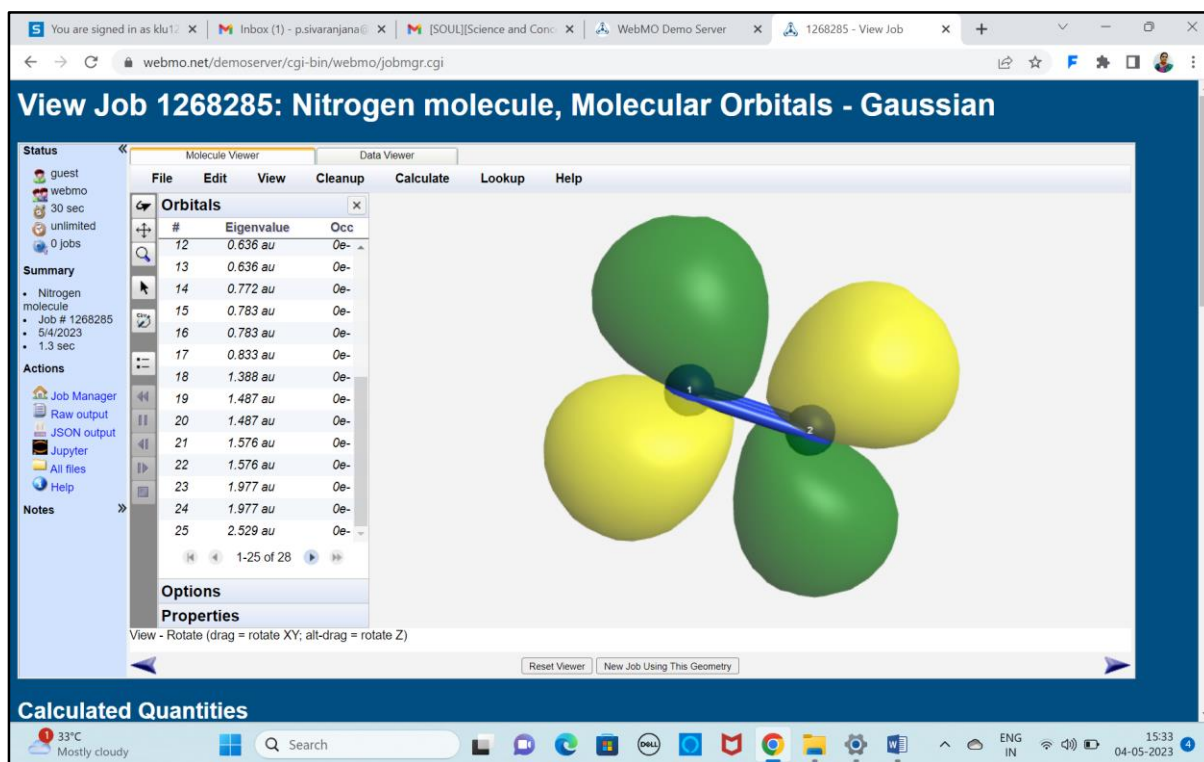 You are signed in as klu12
Inbox (1) - p.sivaranjana@
[SOUL][Science and Conc
WebMO Demo Server
1268285 - View Job
webmo.net/demoserver/cgi-bin/webmo/jobmgr.cgi
View Job 1268285: Nitrogen molecule, Molecular Orbitals - Gaussian
Status
guest
webmo
30 sec
unlimited
0 jobs
Summary
Nitrogen
molecule
Job # 1268285
5/4/2023
1.3 sec
Actions
Job Manager
Raw output
JSON output
Jupyter
All files
Help
Notes
Molecule Viewer Data Viewer
File Edit View Cleanup Calculate Lookup Help
Orbitals
# Eigenvalue Occ
12 0.636 au 0e-
13 0.636 au 0e-
14 0.772 au 0e-
15 0.783 au 0e-
16 0.783 au 0e-
17 0.833 au 0e-
18 1.388 au 0e-
19 1.487 au 0e-
20 1.487 au 0e-
21 1.576 au 0e-
22 1.576 au 0e-
23 1.977 au 0e-
24 1.977 au 0e-
25 2.529 au 0e-
1-25 of 28
Options
Properties
1
2
View - Rotate (drag = rotate XY; alt-drag = rotate Z)
Reset Viewer New Job Using This Geometry
Calculated Quantities
1
33°C
Mostly cloudy
Search
DELL
ENG
IN
15:33
04-05-2023
4